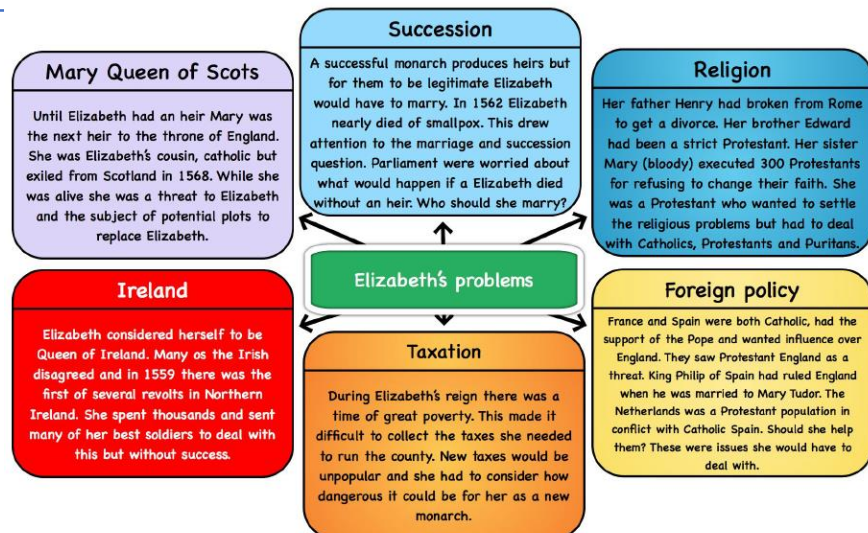 Succession
A successful monarch produces heirs but
for them to be legitimate Elizabeth
would have to marry. In 1562 Elizabeth
nearly died of smallpox. This drew
attention to the marriage and succession
question. Parliament were worried about
what would happen if a Elizabeth died
without an heir. Who should she marry?
Mary Queen of Scots
Until Elizabeth had an heir Mary was
the next heir to the throne of England.
She was Elizabeth's cousin, catholic but
exiled from Scotland in 1568. While she
was alive she was a threat to Elizabeth
and the subject of potential plots to
replace Elizabeth.
Religion
Her father Henry had broken from Rome
to get a divorce. Her brother Edward
had been a strict Protestant. Her sister
Mary (bloody) executed 300 Protestants
for refusing to change their faith. She
was a Protestant who wanted to settle
the religious problems but had to deal
with Catholics, Protestants and Puritans.
Elizabeth's problems
Ireland
Elizabeth considered herself to be
Queen of Ireland. Many os the Irish
disagreed and in 1559 there was the
first of several revolts in Northern
Ireland. She spent thousands and sent
many of her best soldiers to deal with
this but without success.
Taxation
During Elizabeth's reign there was a
time of great poverty. This made it
difficult to collect the taxes she needed
to run the county. New taxes would be
unpopular and she had to consider how
dangerous it could be for her as a new
monarch.
Foreign policy
France and Spain were both Catholic, had the
support of the Pope and wanted influence over
England. They saw Protestant England as a
threat. King Philip of Spain had ruled England
when he was married to Mary Tudor. The
Netherlands was a Protestant population in
conflict with Catholic Spain. Should she help
them? These were issues she would have to
deal with.